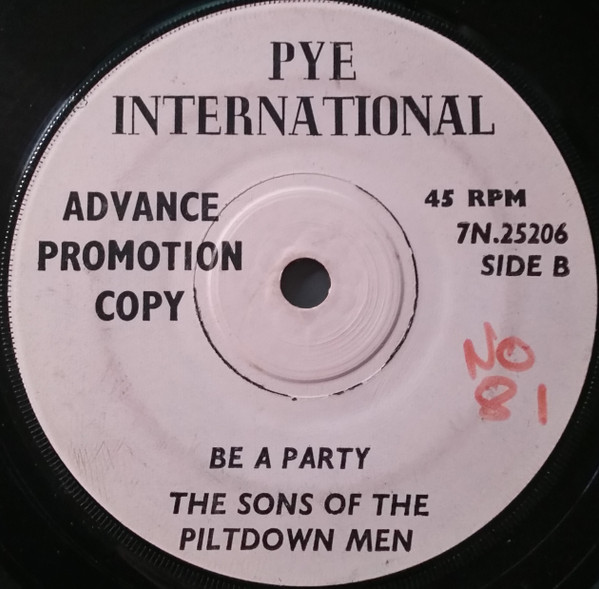 PYE
INTERNATIONAL
ADVANCE
PROMOTION
COPY
45 RPM
7N.25206
SIDE B
NO
81
BE A PARTY
THE SONS OF THE
PILTDOWN MEN